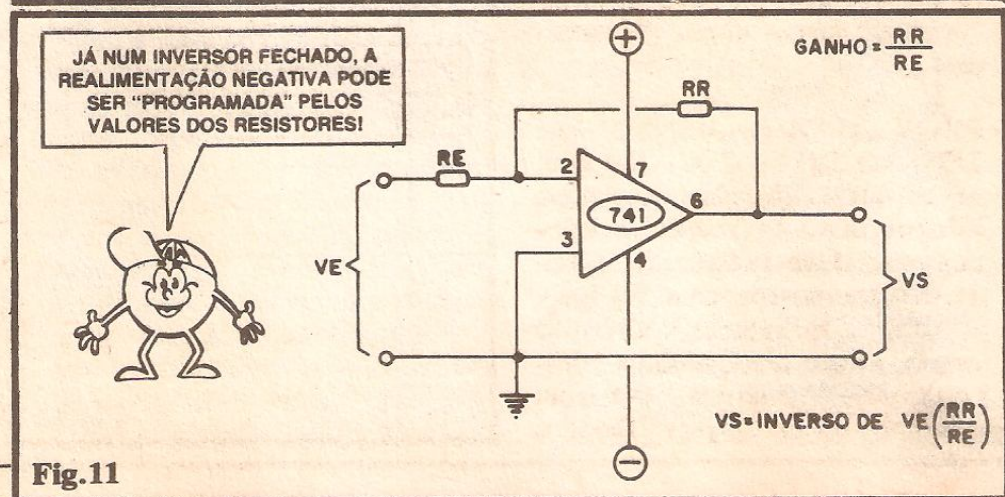 JÁ NUM INVERSOR FECHADO, A
REALIMENTAÇÃO NEGATIVA PODE
SER "PROGRAMADA" PELOS
VALORES DOS RESISTORES!
+
GANHO = RR
RE
RR
RE
2
7
741
6
3
4
VE
VS
VS = INVERSO DE VE (RR
RE)
−
Fig.11